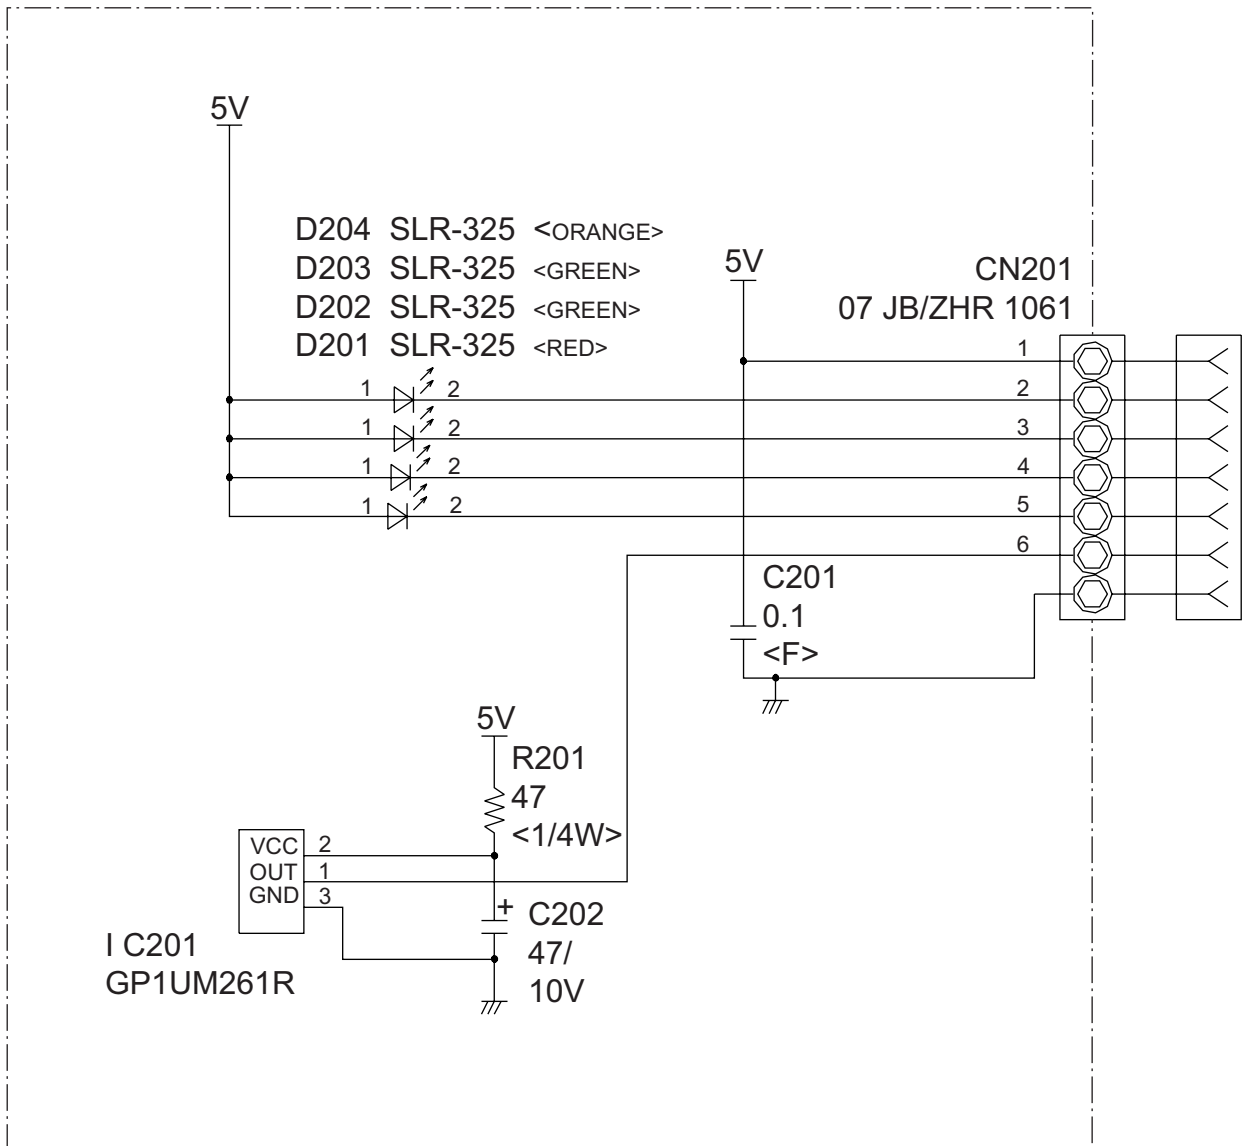 5V
D204 SLR-325 <ORANGE>
D203 SLR-325 <GREEN>
D202 SLR-325 <GREEN>
D201 SLR-325 <RED>
5V
CN201
07 JB/ZHR 1061
1
1 2 2
1 2 3
1 2 4
1 2 5
6
C201
0.1
<F>
5V
R201
47
<1/4W>
VCC 2
OUT 1
GND 3
+ C202
47/
10V
I C201
GP1UM261R